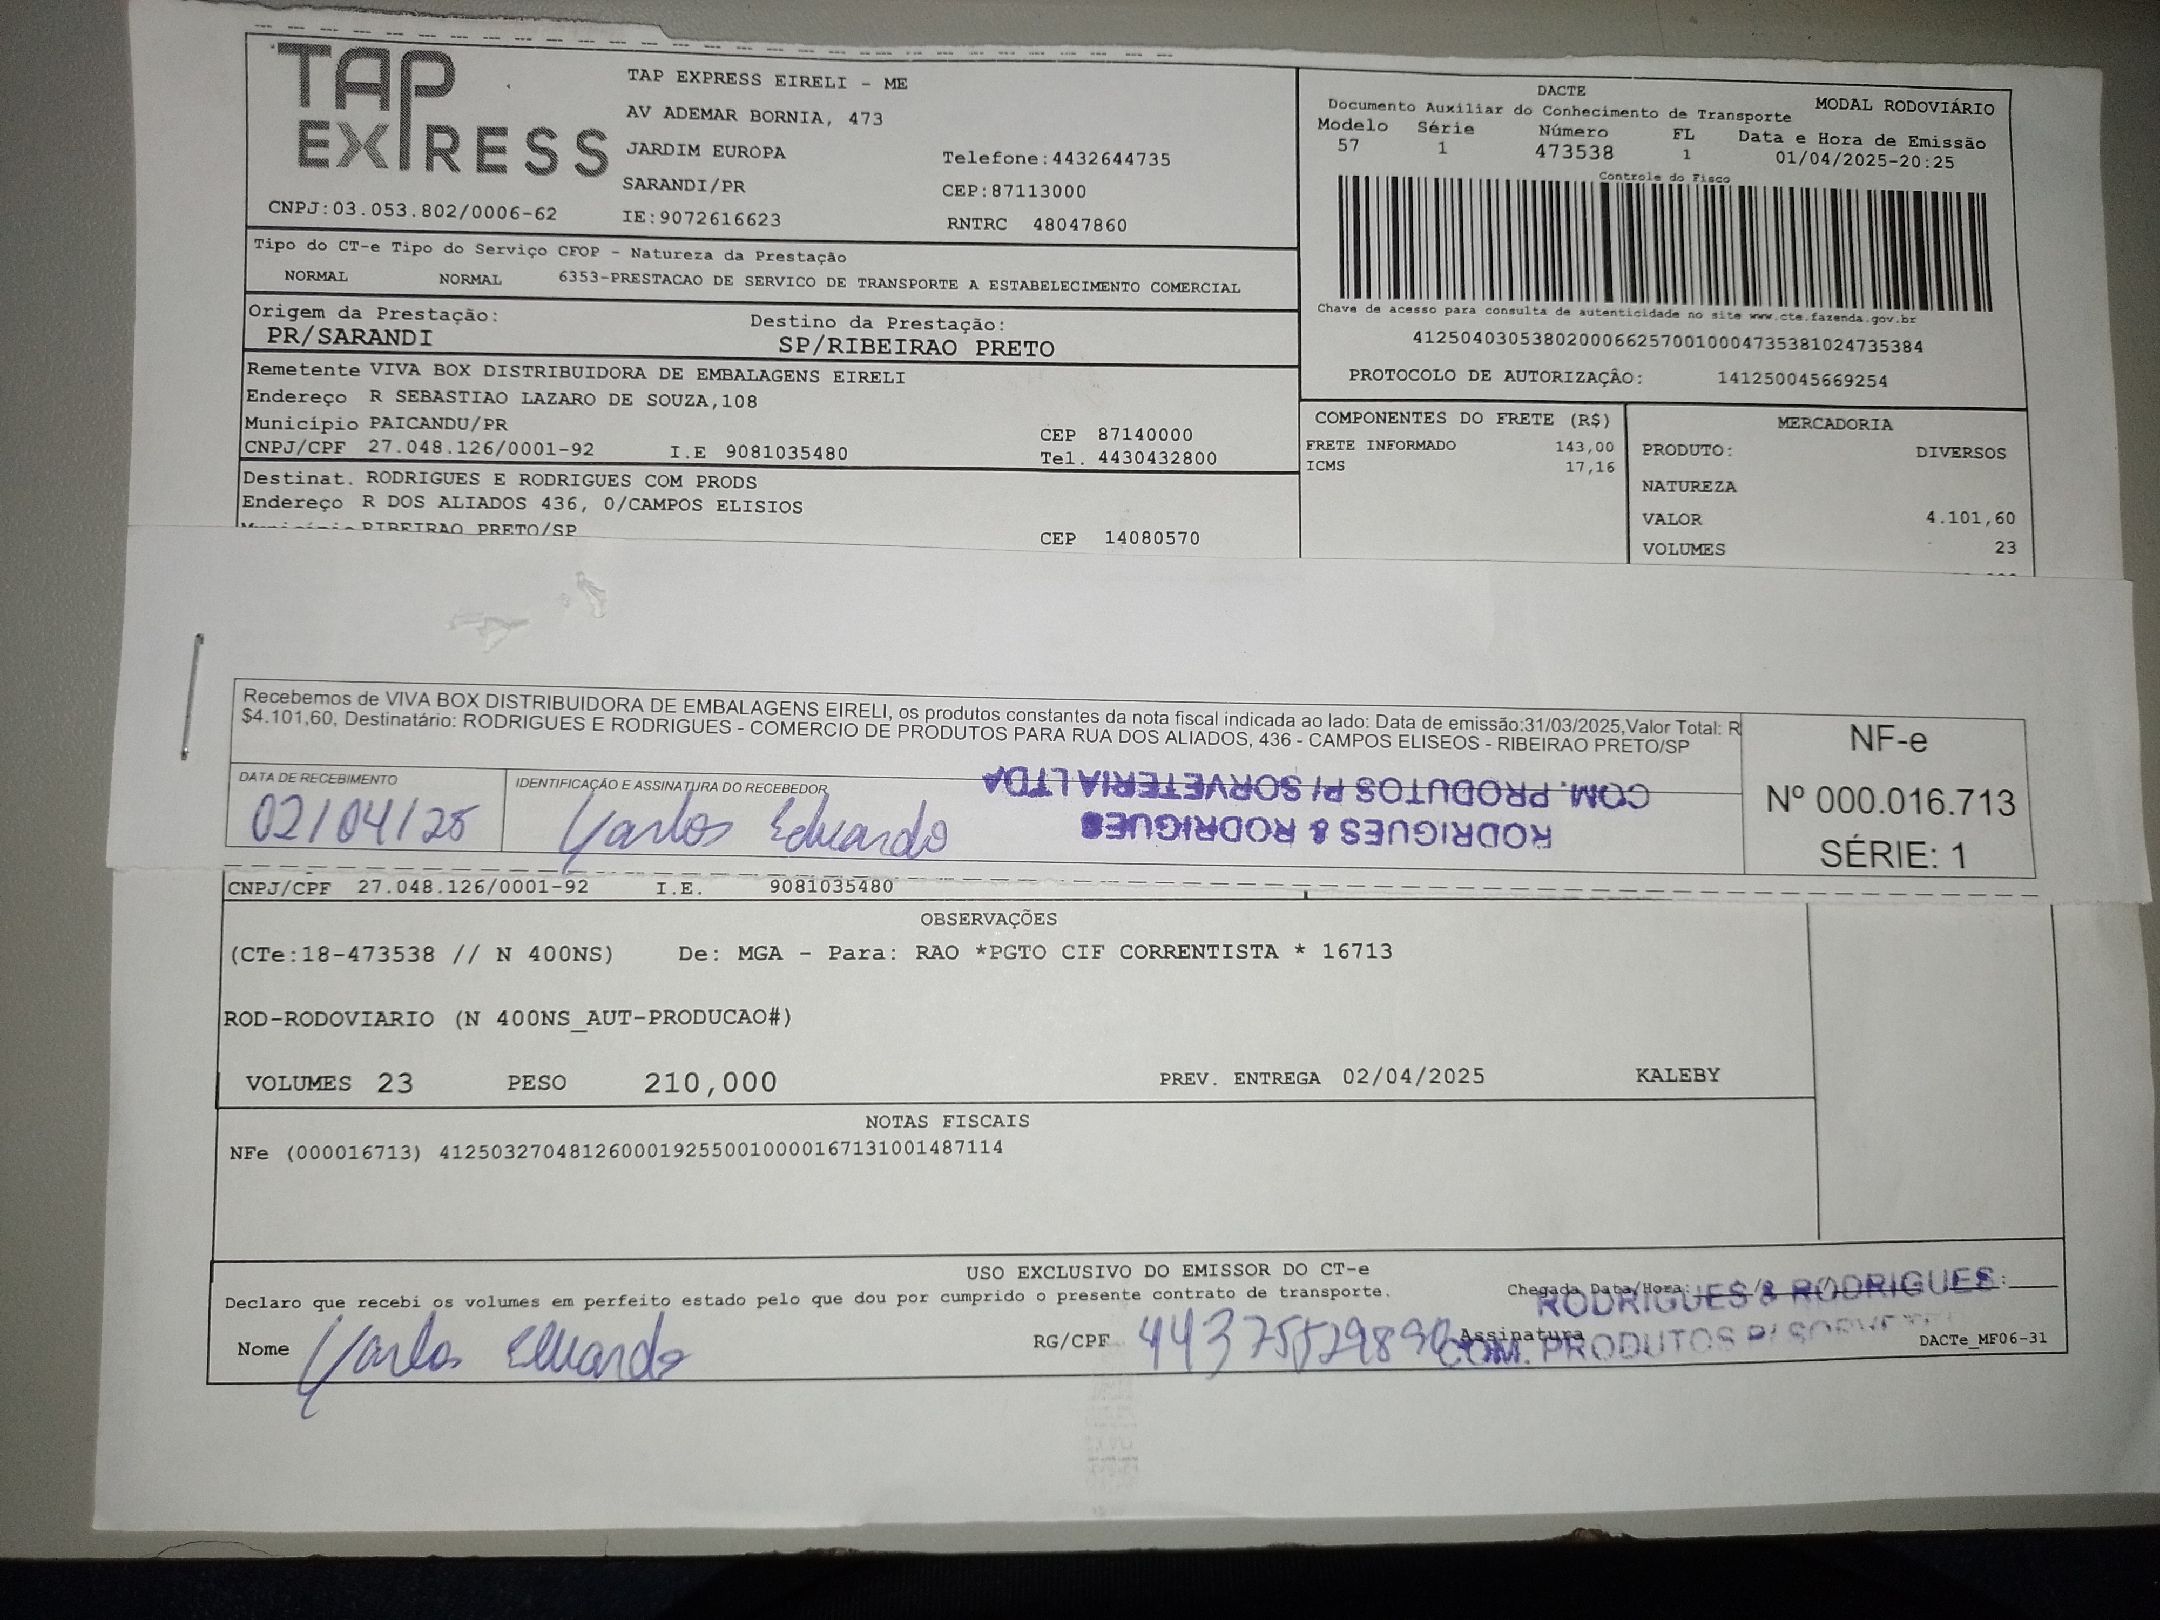 TAP EXPRESS
TAP EXPRESS EIRELI - ME
AV ADEMAR BORNIA, 473
JARDIM EUROPA
Telefone:4432644735
SARANDI/PR
CEP:87113000
CNPJ:03.053.802/0006-62
IE:9072616623
RNTRC 48047860
DACTE
MODAL RODOVIÁRIO
Documento Auxiliar do Conhecimento de Transporte
Modelo Série Número FL Data e Hora de Emissão
57 1 473538 1 01/04/2025-20:25
Controle do Fisco
Chave de acesso para consulta de autenticidade no site www.cte.fazenda.gov.br
41250403053802000662570010004735381024735384
PROTOCOLO DE AUTORIZAÇÃO: 141250045669254
Tipo do CT-e Tipo do Serviço CFOP - Natureza da Prestação
NORMAL NORMAL 6353-PRESTACAO DE SERVICO DE TRANSPORTE A ESTABELECIMENTO COMERCIAL
Origem da Prestação: Destino da Prestação:
PR/SARANDI SP/RIBEIRAO PRETO
Remetente VIVA BOX DISTRIBUIDORA DE EMBALAGENS EIRELI
Endereço R SEBASTIAO LAZARO DE SOUZA,108
Município PAICANDU/PR CEP 87140000
CNPJ/CPF 27.048.126/0001-92 I.E 9081035480 Tel. 4430432800
Destinat. RODRIGUES E RODRIGUES COM PRODS
Endereço R DOS ALIADOS 436, 0/CAMPOS ELISIOS
Município RIBEIRAO PRETO/SP CEP 14080570
COMPONENTES DO FRETE (R$)
FRETE INFORMADO 143,00
ICMS 17,16
MERCADORIA
PRODUTO: DIVERSOS
NATUREZA
VALOR 4.101,60
VOLUMES 23
Recebemos de VIVA BOX DISTRIBUIDORA DE EMBALAGENS EIRELI, os produtos constantes da nota fiscal indicada ao lado: Data de emissão:31/03/2025,Valor Total: R
$4.101,60, Destinatário: RODRIGUES E RODRIGUES - COMERCIO DE PRODUTOS PARA RUA DOS ALIADOS, 436 - CAMPOS ELISEOS - RIBEIRAO PRETO/SP
DATA DE RECEBIMENTO
02/04/25
IDENTIFICAÇÃO E ASSINATURA DO RECEBEDOR
Carlos Eduardo
RODRIGUES & RODRIGUES
COM. PRODUTOS P/ SORVETERIA LTDA
NF-e
Nº 000.016.713
SÉRIE: 1
CNPJ/CPF 27.048.126/0001-92 I.E. 9081035480
OBSERVAÇÕES
(CTe:18-473538 // N 400NS) De: MGA - Para: RAO *PGTO CIF CORRENTISTA * 16713
ROD-RODOVIARIO (N 400NS_AUT-PRODUCAO#)
VOLUMES 23 PESO 210,000 PREV. ENTREGA 02/04/2025 KALEBY
NOTAS FISCAIS
NFe (000016713) 41250327048126000192550010000167131001487114
USO EXCLUSIVO DO EMISSOR DO CT-e
Declaro que recebi os volumes em perfeito estado pelo que dou por cumprido o presente contrato de transporte.
Chegada Data/Hora:
RODRIGUES & RODRIGUES
Nome Carlos Eduardo RG/CPF Assinatura
COM. PRODUTOS P/
DACTe_MF06-31